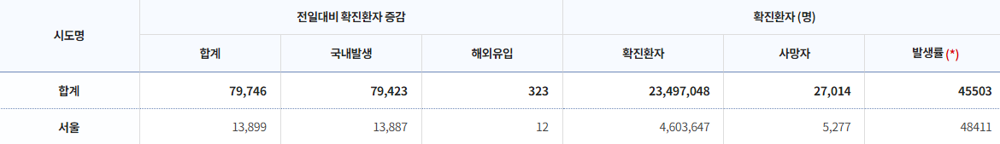 시도명 전일대비 확진환자 증감 확진환자 (명)
합계 국내발생 해외유입 확진환자 사망자 발생률 (*)
합계 79,746 79,423 323 23,497,048 27,014 45503
서울 13,899 13,887 12 4,603,647 5,277 48411